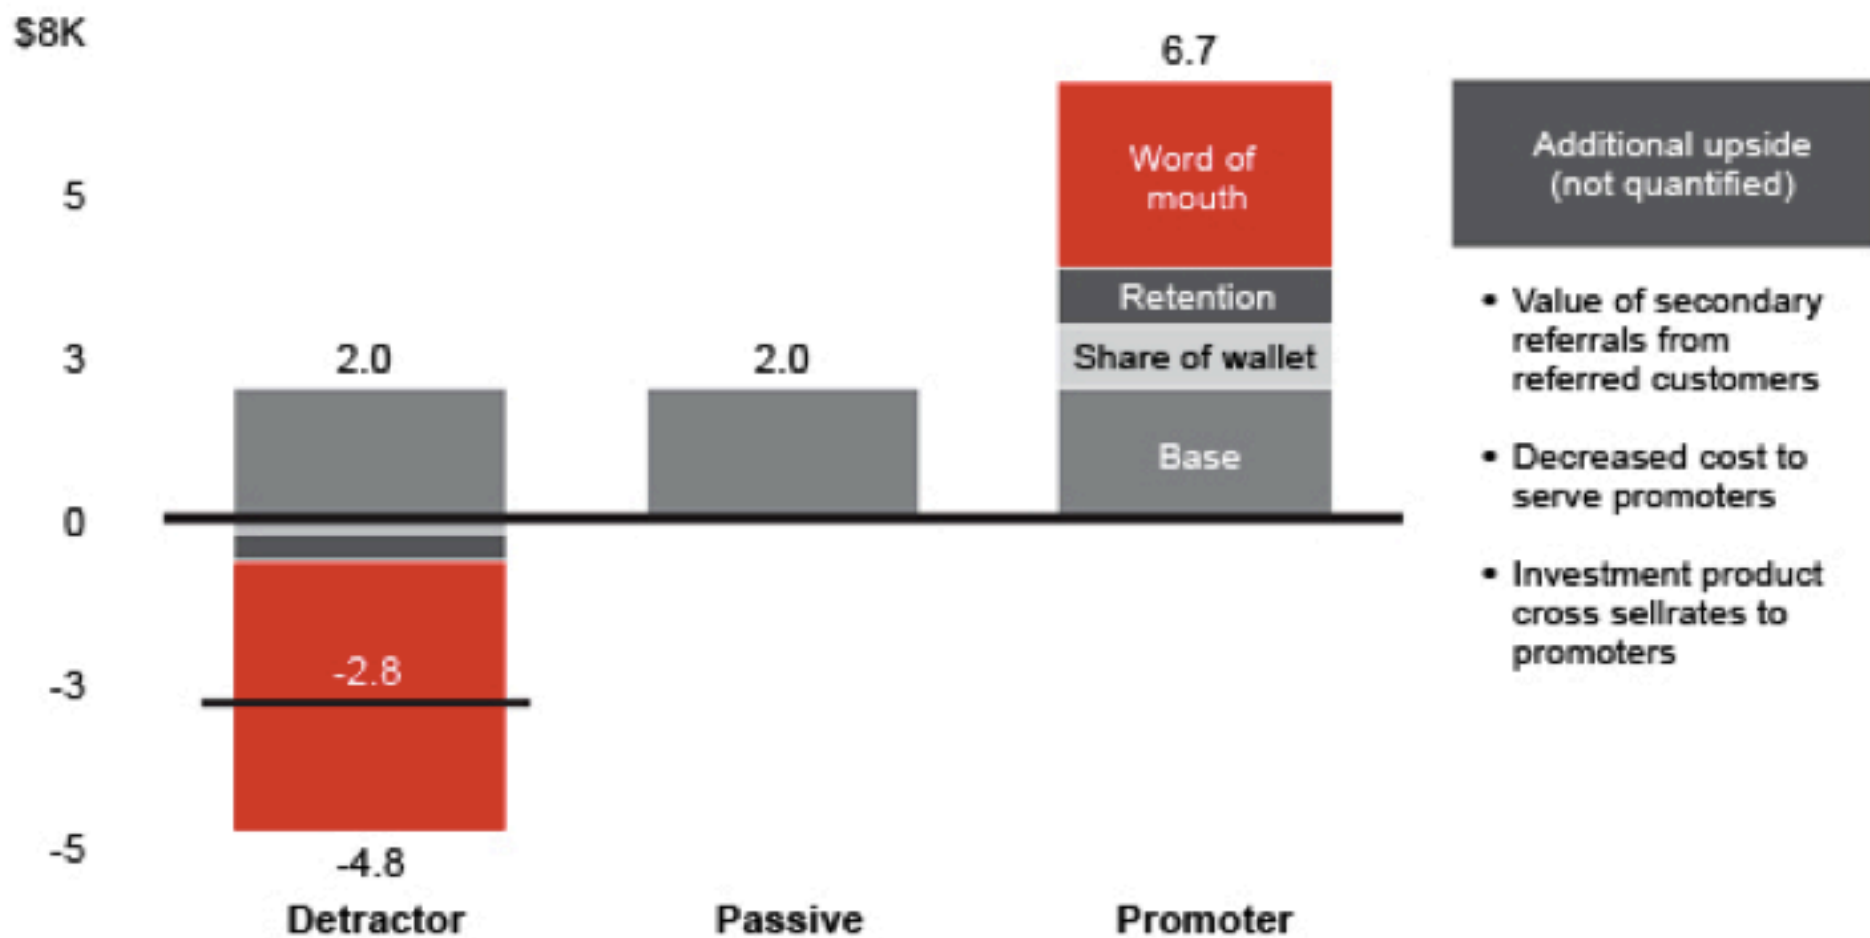 $8K
5
3
0
-3
-5
2.0
-2.8
-4.8
Detractor
2.0
Passive
6.7
Word of
mouth
Retention
Share of wallet
Base
Promoter
Additional upside
(not quantified)
• Value of secondary
referrals from
referred customers
• Decreased cost to
serve promoters
• Investment product
cross sellrates to
promoters